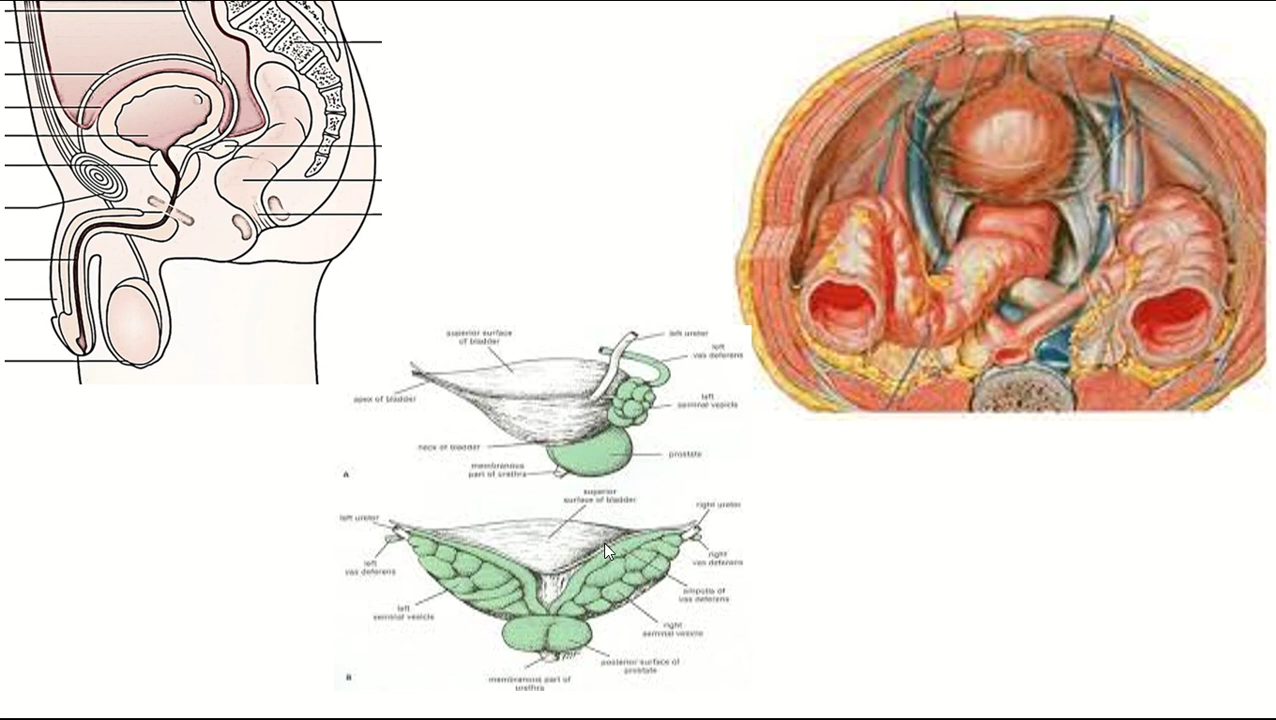 superior surface
of bladder
left ureter
left
vas deferens
apex of bladder
left
seminal vesicle
neck of bladder
prostate
membranous
part of urethra
A
superior
surface of bladder
left ureter
right ureter
left
vas deferens
right
vas deferens
ampulla of
vas deferens
left
seminal vesicle
right
seminal vesicle
posterior surface of
prostate
membranous part of
urethra
B